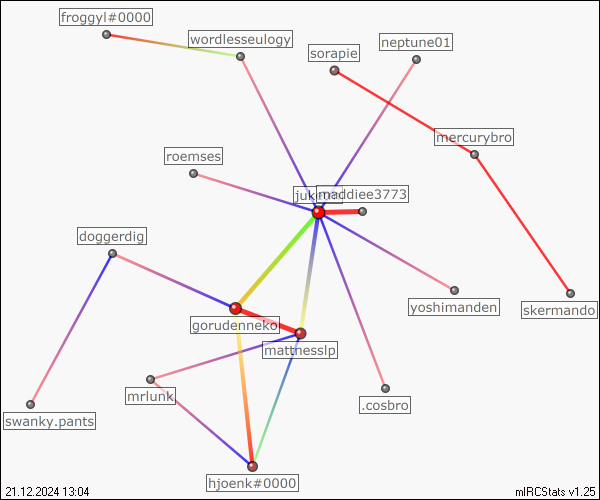 froggyl#0000
wordlesseulogy
neptune01
sorapie
mercurybro
roemses
maddiee3773
doggerdig
yoshimanden
skermando
gorudenneko
mattnesslp
mrlunk
.cosbro
swanky.pants
hjoenk#0000
21.12.2024 13:04
mIRCStats v1.25